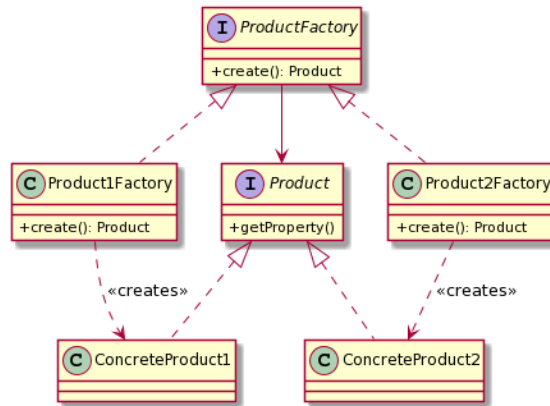 I ProductFactory
+create(): Product
C Product1Factory
+create(): Product
I Product
+getProperty()
C Product2Factory
+create(): Product
«creates»
«creates»
C ConcreteProduct1
C ConcreteProduct2